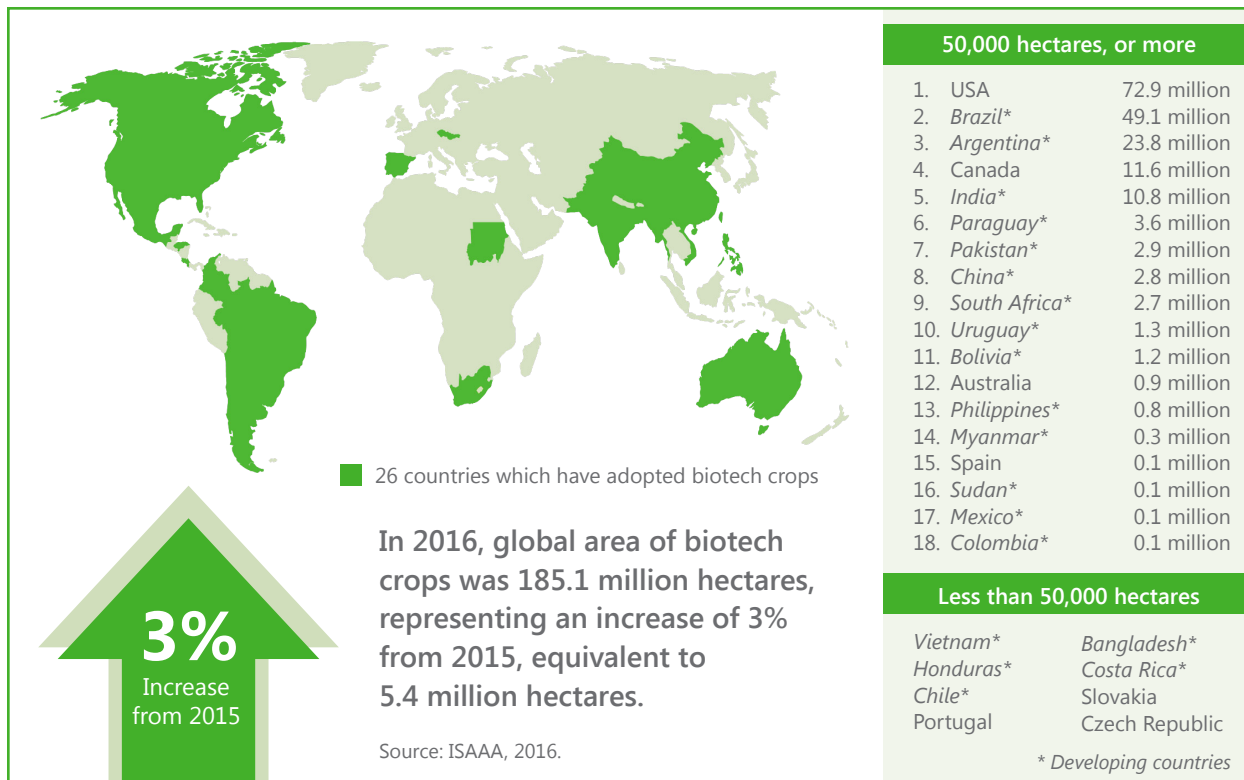 50,000 hectares, or more
1. USA 72.9 million
2. Brazil* 49.1 million
3. Argentina* 23.8 million
4. Canada 11.6 million
5. India* 10.8 million
6. Paraguay* 3.6 million
7. Pakistan* 2.9 million
8. China* 2.8 million
9. South Africa* 2.7 million
10. Uruguay* 1.3 million
11. Bolivia* 1.2 million
12. Australia 0.9 million
13. Philippines* 0.8 million
14. Myanmar* 0.3 million
15. Spain 0.1 million
16. Sudan* 0.1 million
17. Mexico* 0.1 million
18. Colombia* 0.1 million
Less than 50,000 hectares
Vietnam* Bangladesh*
Honduras* Costa Rica*
Chile* Slovakia
Portugal Czech Republic
* Developing countries
26 countries which have adopted biotech crops
3%
Increase
from 2015
In 2016, global area of biotech
crops was 185.1 million hectares,
representing an increase of 3%
from 2015, equivalent to
5.4 million hectares.
Source: ISAAA, 2016.